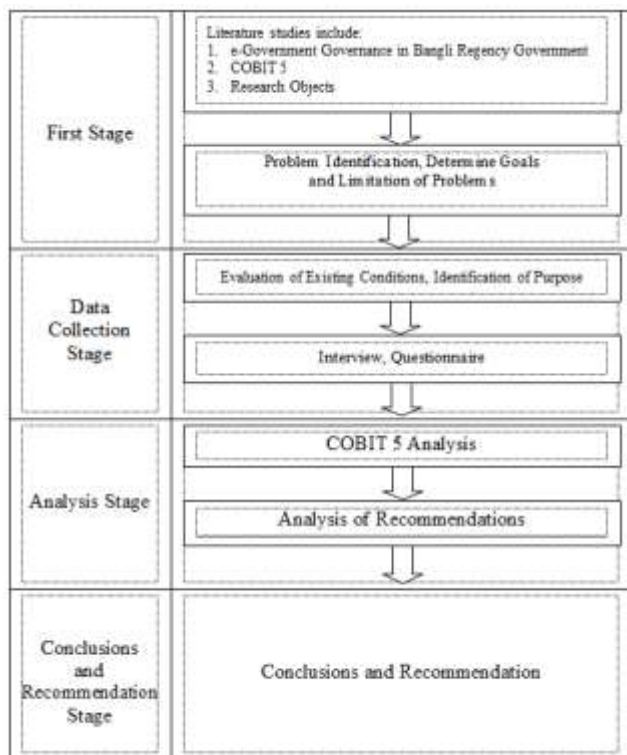 First Stage
Literature studies include:
1. e-Government Governance in Bangli Regency Government
2. COBIT 5
3. Research Objects
Problem Identification, Determine Goals
and Limitation of Problems
Data
Collection
Stage
Evaluation of Existing Conditions, Identification of Purpose
Interview, Questionnaire
Analysis Stage
COBIT 5 Analysis
Analysis of Recommendations
Conclusions
and
Recommendation
Stage
Conclusions and Recommendation